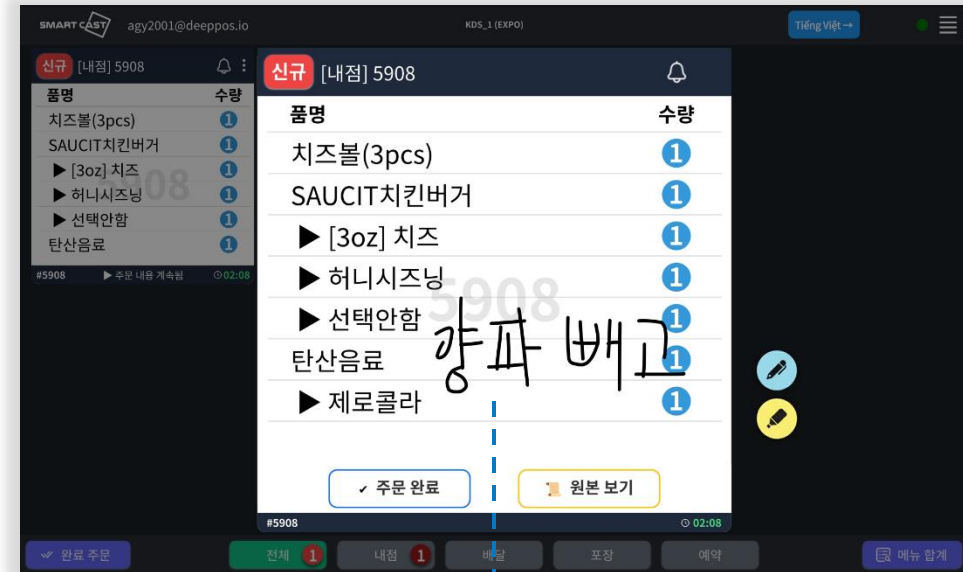 SMART CAST agy2001@deeppos.io KDS_1 (EXPO) Tiếng Việt→
신규 [내점] 5908
품명 수량
치즈볼(3pcs) 1
SAUCIT치킨버거 1
▶ [3oz] 치즈 1
▶ 허니시즈닝 1
▶ 선택안함 1
탄산음료 1
5908
#5908 ▶ 주문 내용 계속됨 02:08
신규 [내점] 5908
품명 수량
치즈볼(3pcs) 1
SAUCIT치킨버거 1
▶ [3oz] 치즈 1
▶ 허니시즈닝 1
5908
▶ 선택안함 1
양파 빼고
탄산음료 1
▶ 제로콜라 1
✓ 주문 완료 원본 보기
#5908 02:08
완료 주문 전체 1 내점 1 배달 포장 예약 메뉴 합계